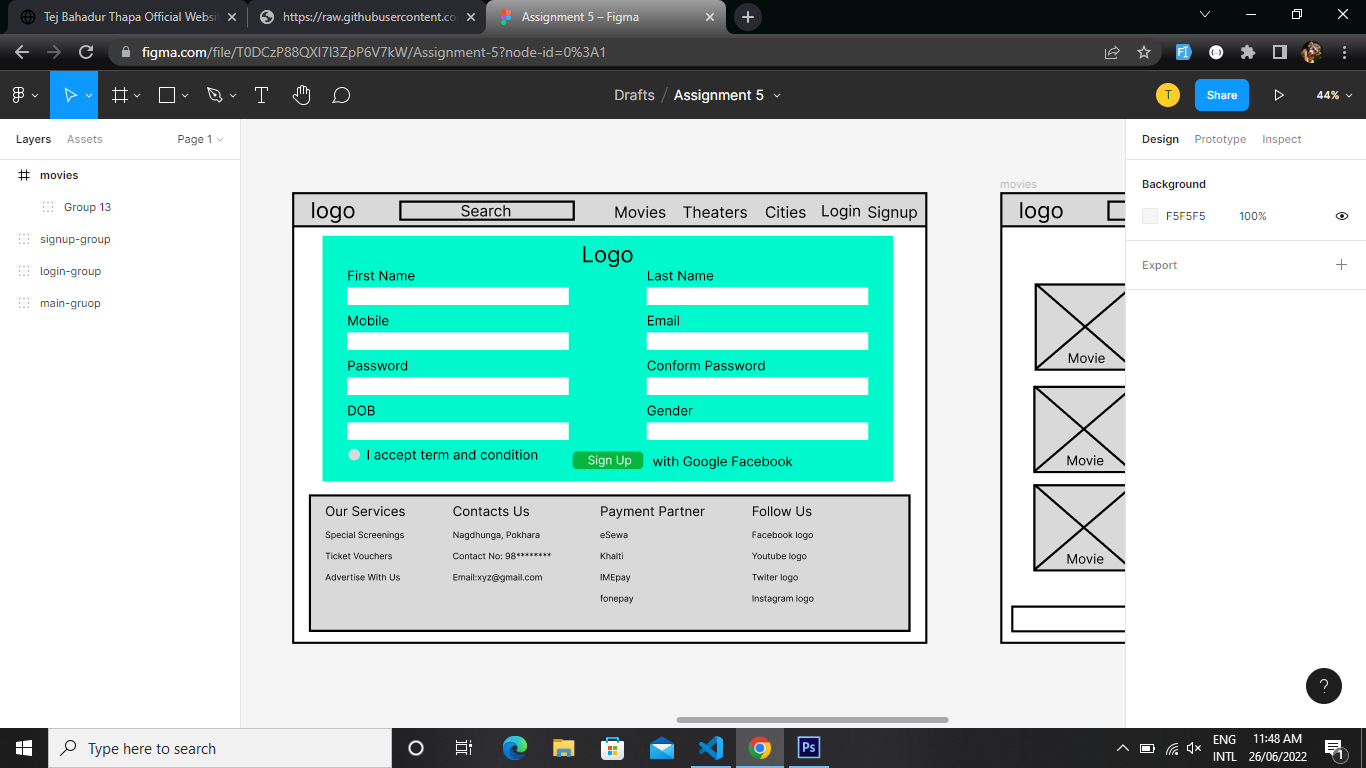 Tej Bahadur Thapa Official Websi
https://raw.githubusercontent.co
Assignment 5 – Figma
figma.com/file/T0DCzP88QXI7l3ZpP6V7kW/Assignment-5?node-id=0%3A1
Drafts / Assignment 5
T
Share
44%
Layers
Assets
Page 1
Design
Prototype
Inspect
movies
Group 13
signup-group
login-group
main-gruop
Background
F5F5F5
100%
Export
movies
logo
Search
Movies
Theaters
Cities
Login
Signup
Logo
First Name
Last Name
Mobile
Email
Password
Conform Password
DOB
Gender
I accept term and condition
Sign Up
with Google Facebook
Our Services
Special Screenings
Ticket Vouchers
Advertise With Us
Contacts Us
Nagdhunga, Pokhara
Contact No: 98********
Email:xyz@gmail.com
Payment Partner
eSewa
Khalti
IMEpay
fonepay
Follow Us
Facebook logo
Youtube logo
Twiter logo
Instagram logo
logo
Movie
Movie
Movie
?
Type here to search
Ps
ENG
INTL
11:48 AM
26/06/2022
1